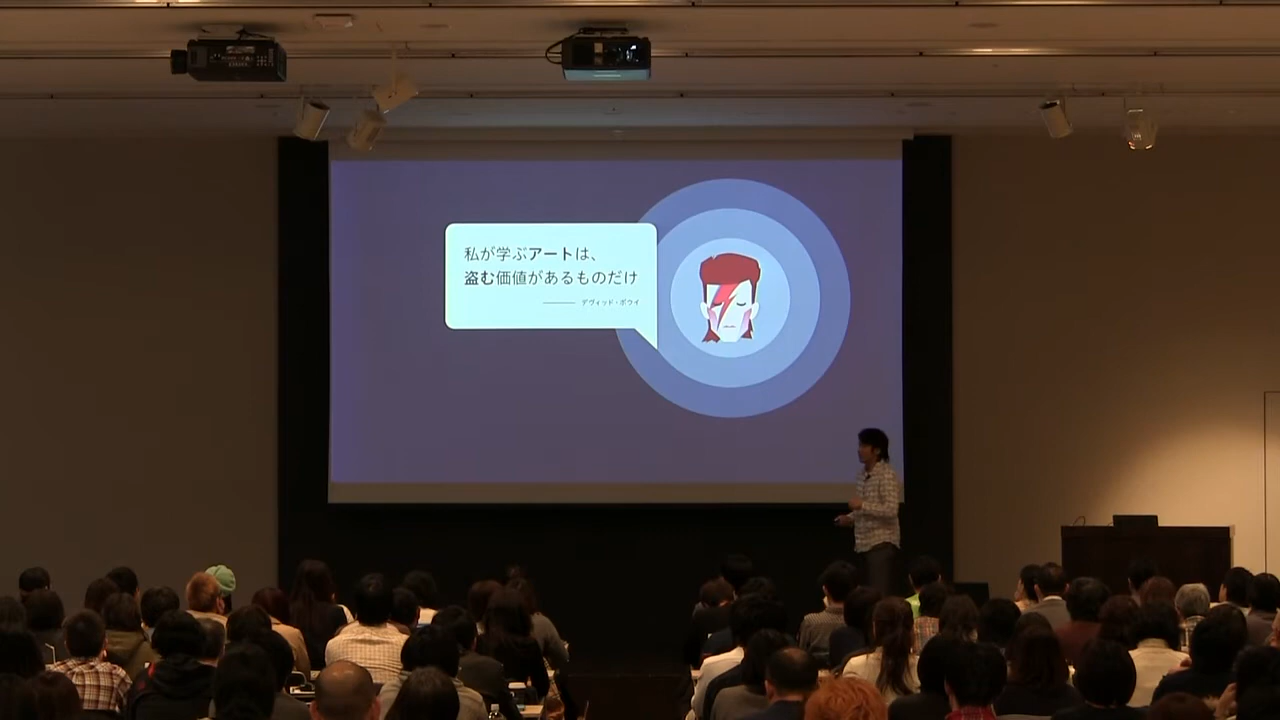 私が学ぶアートは、
盗む価値があるものだけ
デヴィッド・ボウイ